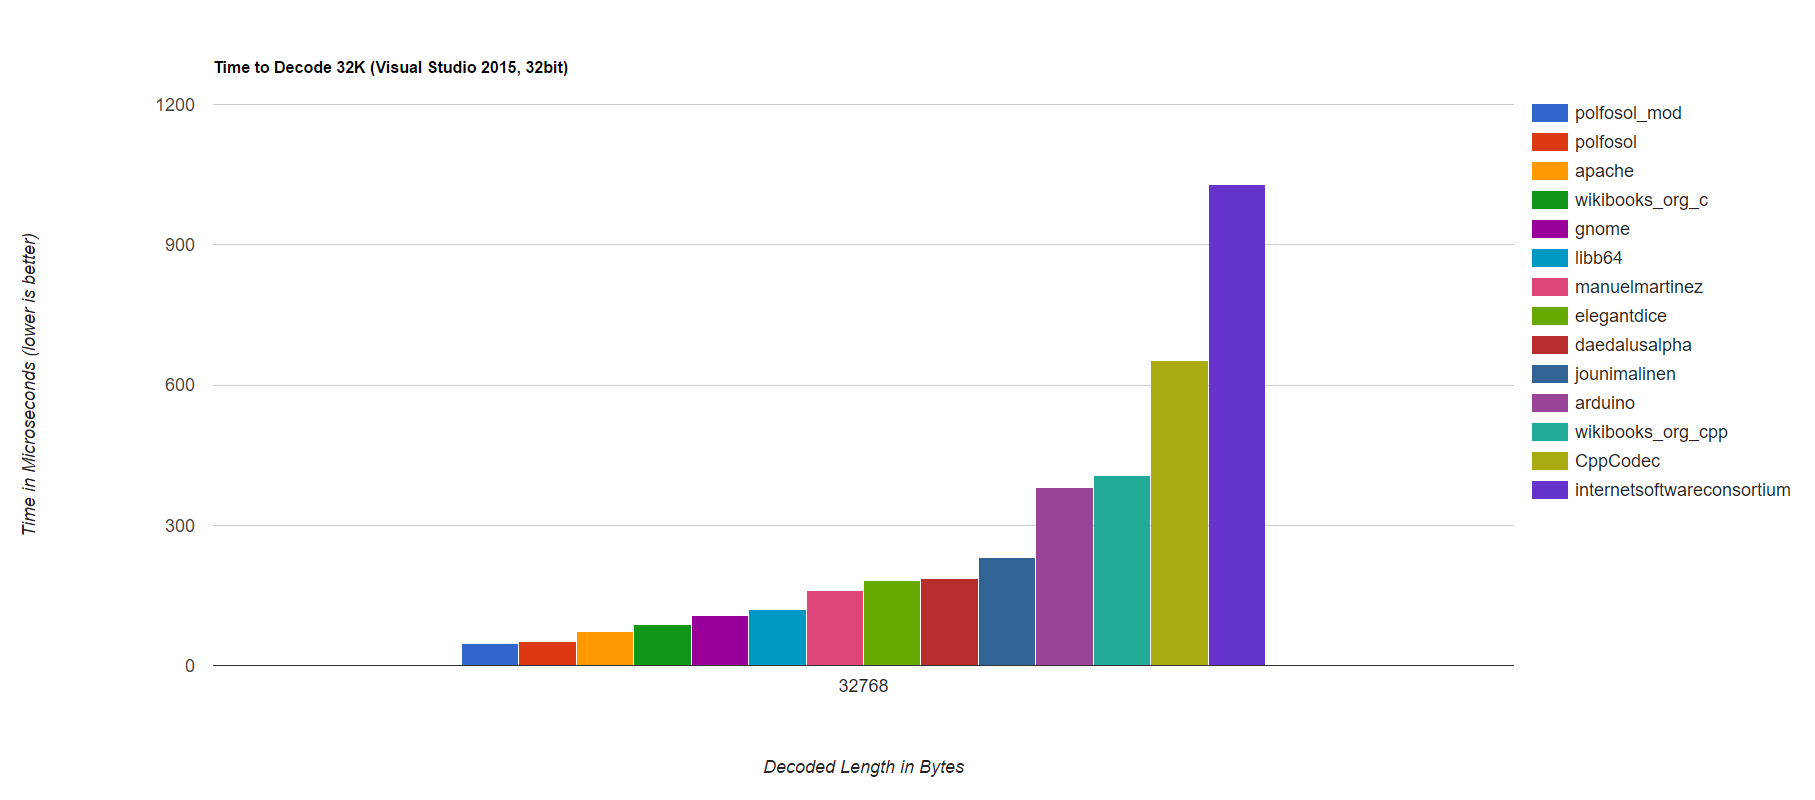 Time to Decode 32K (Visual Studio 2015, 32bit)
Time in Microseconds (lower is better)
1200
900
600
300
0
32768
Decoded Length in Bytes
polfosol_mod
polfosol
apache
wikibooks_org_c
gnome
libb64
manuelmartinez
elegantdice
daedalusalpha
jounimalinen
arduino
wikibooks_org_cpp
CppCodec
internetsoftwareconsortium